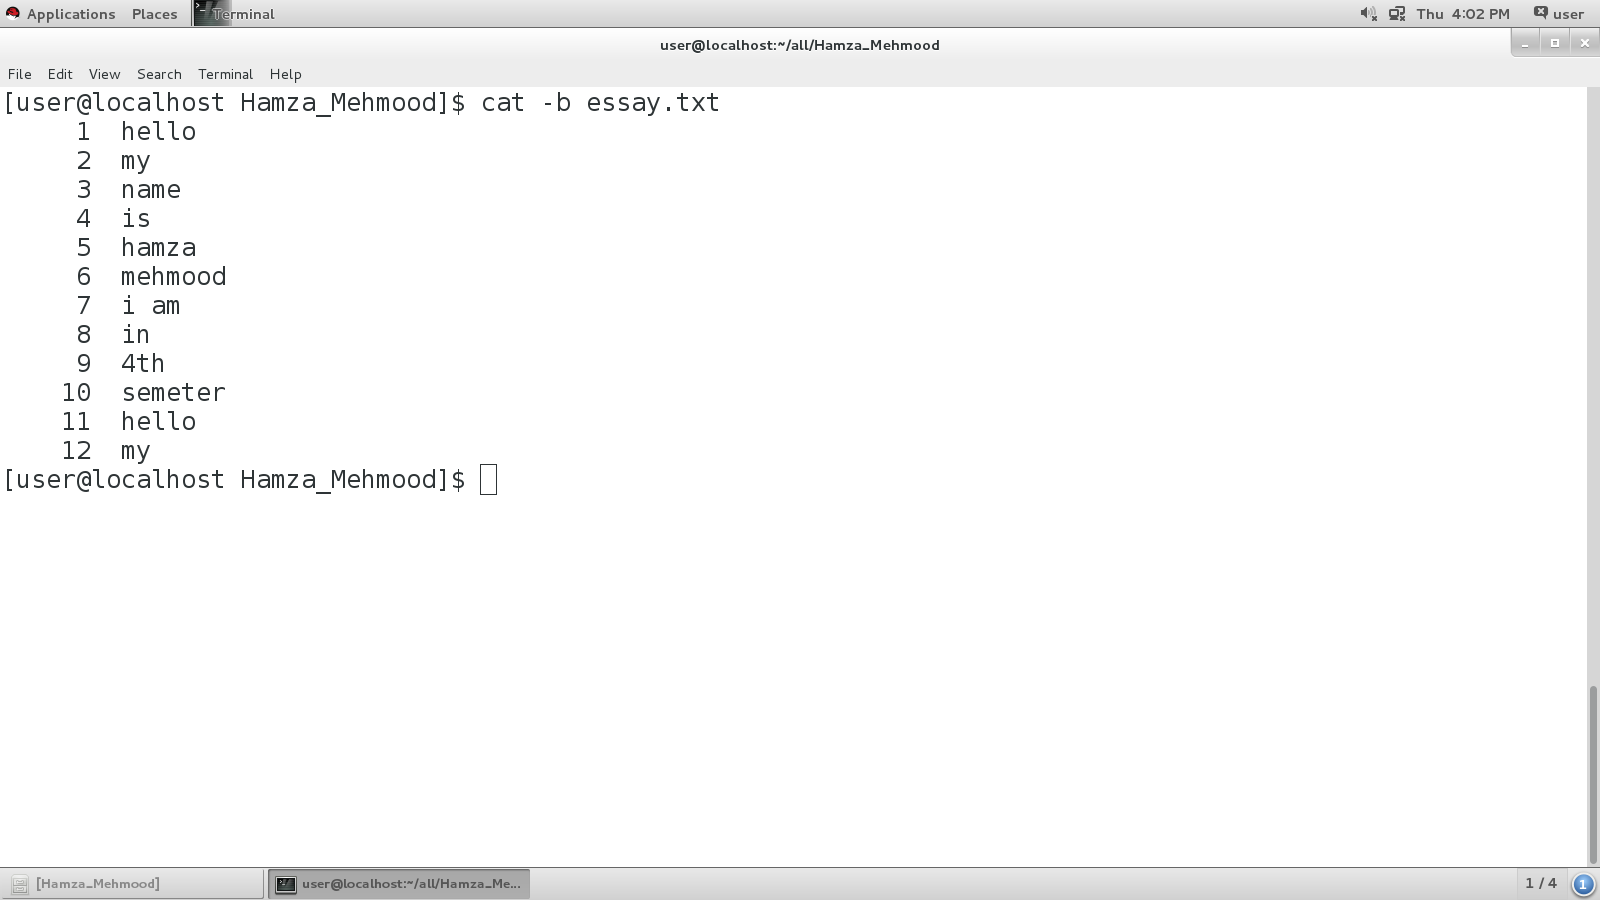 Applications Places Terminal Thu 4:02 PM user
user@localhost:~/all/Hamza_Mehmood
File Edit View Search Terminal Help
[user@localhost Hamza_Mehmood]$ cat -b essay.txt
1 hello
2 my
3 name
4 is
5 hamza
6 mehmood
7 i am
8 in
9 4th
10 semeter
11 hello
12 my
[user@localhost Hamza_Mehmood]$
[Hamza_Mehmood] user@localhost:~/all/Hamza_Me... 1 / 4 1